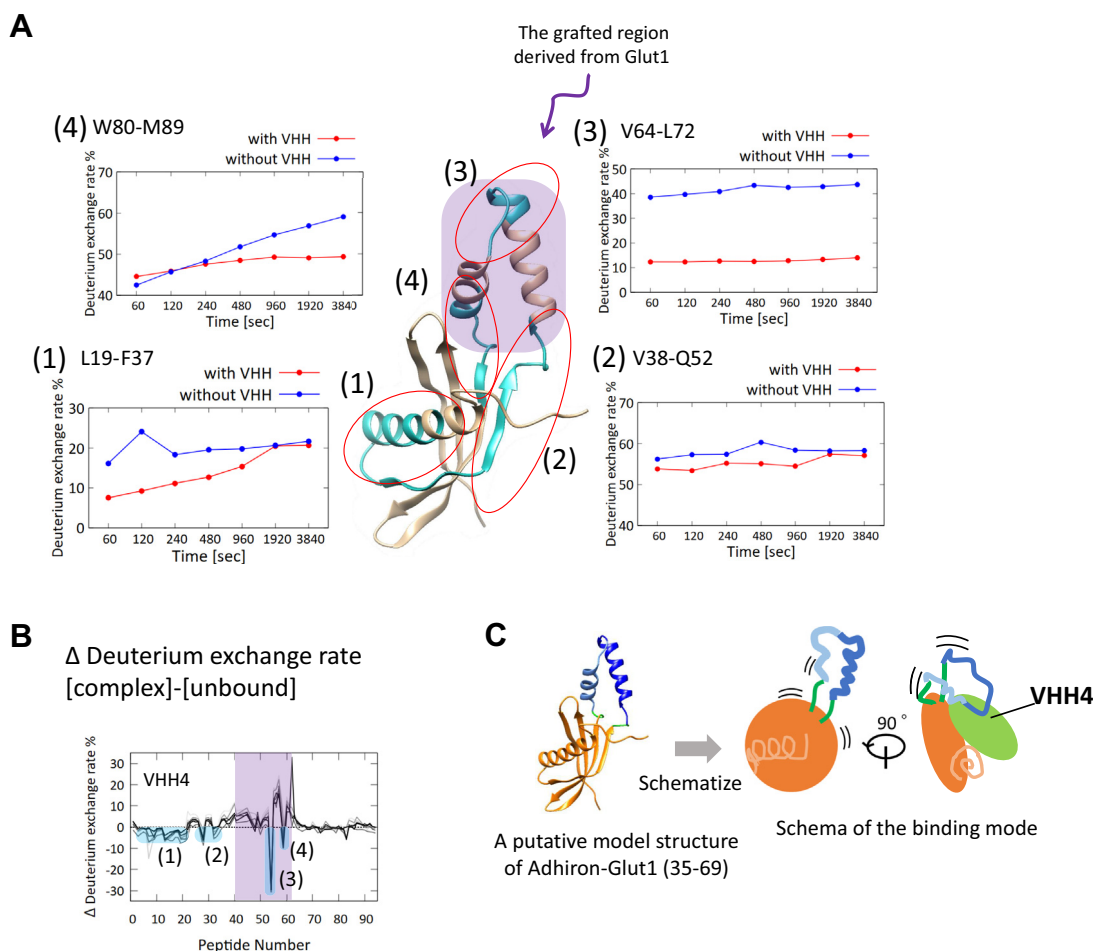 A
The grafted region
derived from Glut1
(4) W80-M89
with VHH
without VHH
Deuterium exchange rate %
70
60
50
40
60 120 240 480 960 1920 3840
Time [sec]
(3) V64-L72
with VHH
without VHH
Deuterium exchange rate %
50
40
30
20
10
0
60 120 240 480 960 1920 3840
Time [sec]
(1) L19-F37
with VHH
without VHH
Deuterium exchange rate %
30
20
10
0
60 120 240 480 960 1920 3840
Time [sec]
(3)
(4)
(1)
(2)
(2) V38-Q52
with VHH
without VHH
Deuterium exchange rate %
70
60
50
40
60 120 240 480 960 1920 3840
Time [sec]
B
Δ Deuterium exchange rate
[complex]-[unbound]
Δ Deuterium exchange rate %
30
20
10
0
-10
-20
-30
VHH4
(1)
(2)
(3)
(4)
0 10 20 30 40 50 60 70 80 90
Peptide Number
C
Schematize
90°
VHH4
A putative model structure
of Adhiron-Glut1 (35-69)
Schema of the binding mode